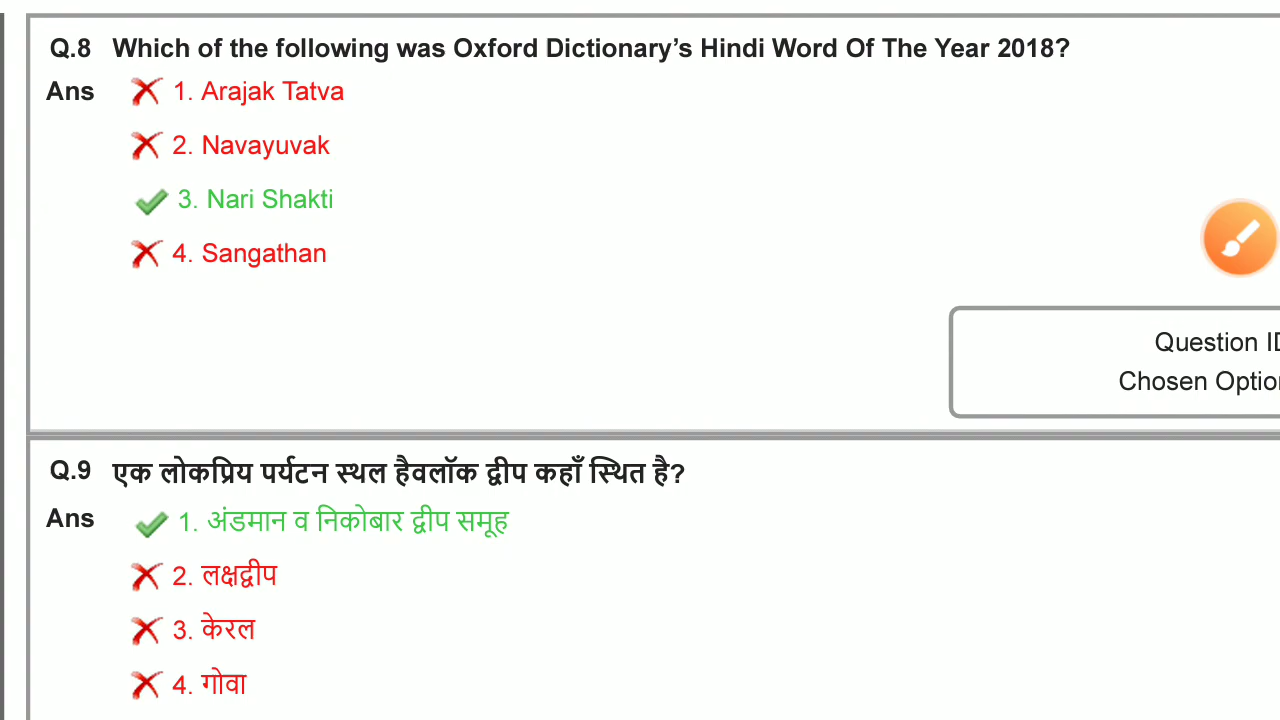 Q.8 Which of the following was Oxford Dictionary's Hindi Word Of The Year 2018?
Ans 1. Arajak Tatva
2. Navayuvak
3. Nari Shakti
4. Sangathan
Question
Chosen
Q.9 एक लोकप्रिय पर्यटन स्थल हैवलॉक द्वीप कहाँ स्थित है?
Ans 1. अंडमान व निकोबार द्वीप समूह
2. लक्षद्वीप
3. केरल
4. गोवा